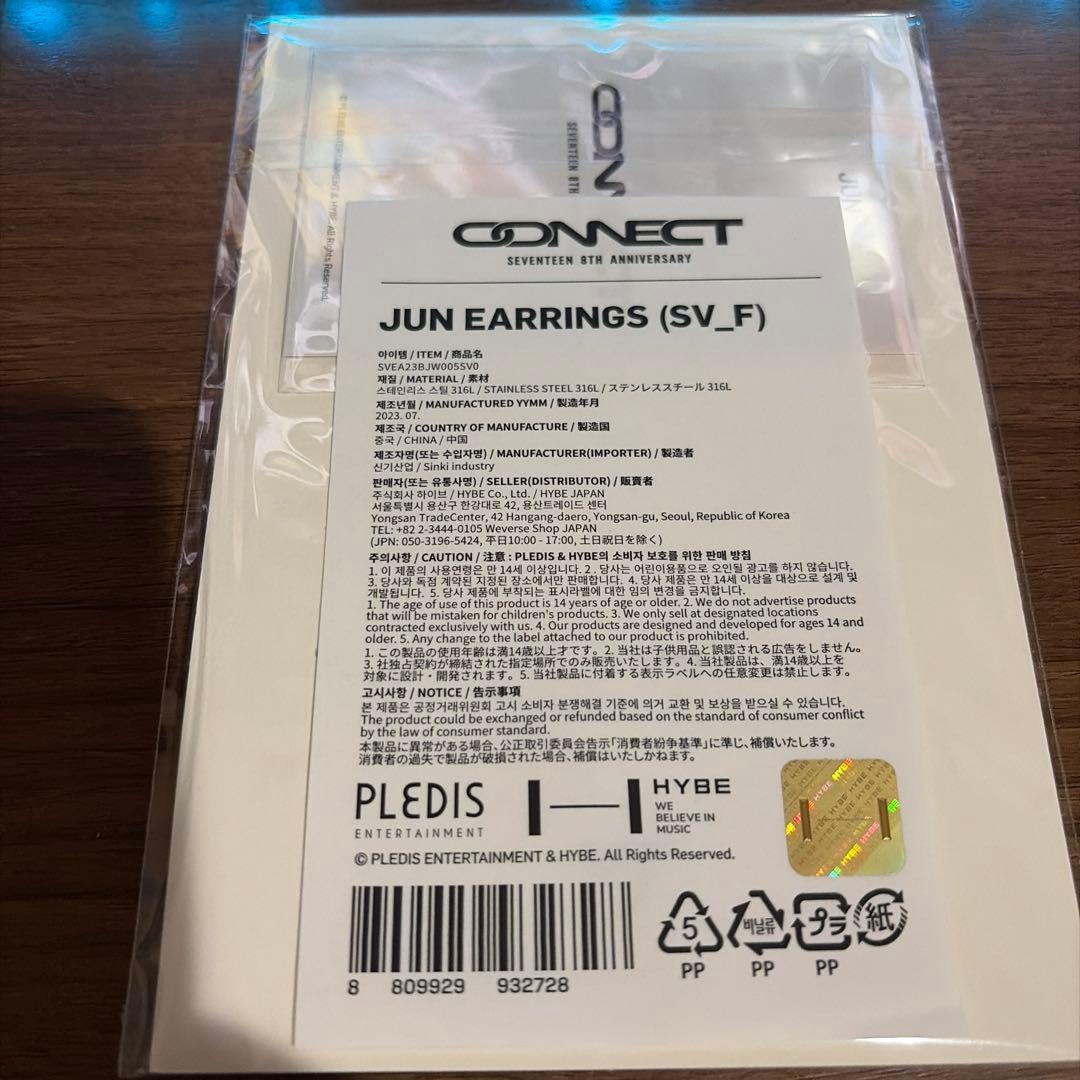 © PLEDIS ENTERTAINMENT & HYBE. All Rights Reserved.
SEVENTEEN 8TH
JUN
CONNECT
SEVENTEEN 8TH ANNIVERSARY
JUN EARRINGS (SV_F)
아이템 / ITEM / 商品名
SVEA23BJW005SV0
재질 / MATERIAL / 素材
스테인리스 스틸 316L / STAINLESS STEEL 316L / ステンレススチール 316L
제조년월 / MANUFACTURED YYMM / 製造年月
2023. 07.
제조국 / COUNTRY OF MANUFACTURE / 製造国
중국 / CHINA / 中国
제조자명(또는 수입자명) / MANUFACTURER(IMPORTER) / 製造者
신기산업 / Sinki industry
판매자(또는 유통사명) / SELLER(DISTRIBUTOR) / 販賣者
주식회사 하이브 / HYBE Co., Ltd. / HYBE JAPAN
서울특별시 용산구 한강대로 42, 용산트레이드 센터
Yongsan TradeCenter, 42 Hangang-daero, Yongsan-gu, Seoul, Republic of Korea
TEL: +82 2-3444-0105 Weverse Shop JAPAN
(JPN: 050-3196-5424, 平日10:00 - 17:00, 土日祝日を除く)
주의사항 / CAUTION / 注意 : PLEDIS & HYBE의 소비자 보호를 위한 판매 방침
1. 이 제품의 사용연령은 만 14세 이상입니다. 2. 당사는 어린이용품으로 오인될 광고를 하지 않습니다.
3. 당사와 독점 계약된 지정된 장소에서만 판매합니다. 4. 당사 제품은 만 14세 이상을 대상으로 설계 및
개발됩니다. 5. 당사 제품에 부착되는 표시라벨에 대한 임의 변경을 금지합니다.
1. The age of use of this product is 14 years of age or older. 2. We do not advertise products
that will be mistaken for children's products. 3. We only sell at designated locations
contracted exclusively with us. 4. Our products are designed and developed for ages 14 and
older. 5. Any change to the label attached to our product is prohibited.
1. この製品の使用年齢は満14歳以上才です。2. 当社は子供用品と誤認される広告をしません。
3. 社独占契約が締結された指定場所でのみ販売いたします。4. 当社製品は、満14歳以上を
対象に設計・開発されます。5. 当社製品に付着する表示ラベルへの任意変更は禁止します。
고시사항 / NOTICE / 告示事項
본 제품은 공정거래위원회 고시 소비자 분쟁해결 기준에 의거 교환 및 보상을 받으실 수 있습니다.
The product could be exchanged or refunded based on the standard of consumer conflict
by the law of consumer standard.
本製品に異常がある場合、公正取引委員会告示「消費者紛争基準」に準じ、補償いたします。
消費者の過失で製品が破損された場合、補償はいたしかねます。
PLEDIS
ENTERTAINMENT
HYBE
WE
BELIEVE IN
MUSIC
© PLEDIS ENTERTAINMENT & HYBE. All Rights Reserved.
8 809929 932728
5 비닐류 プラ 紙
PP PP PP